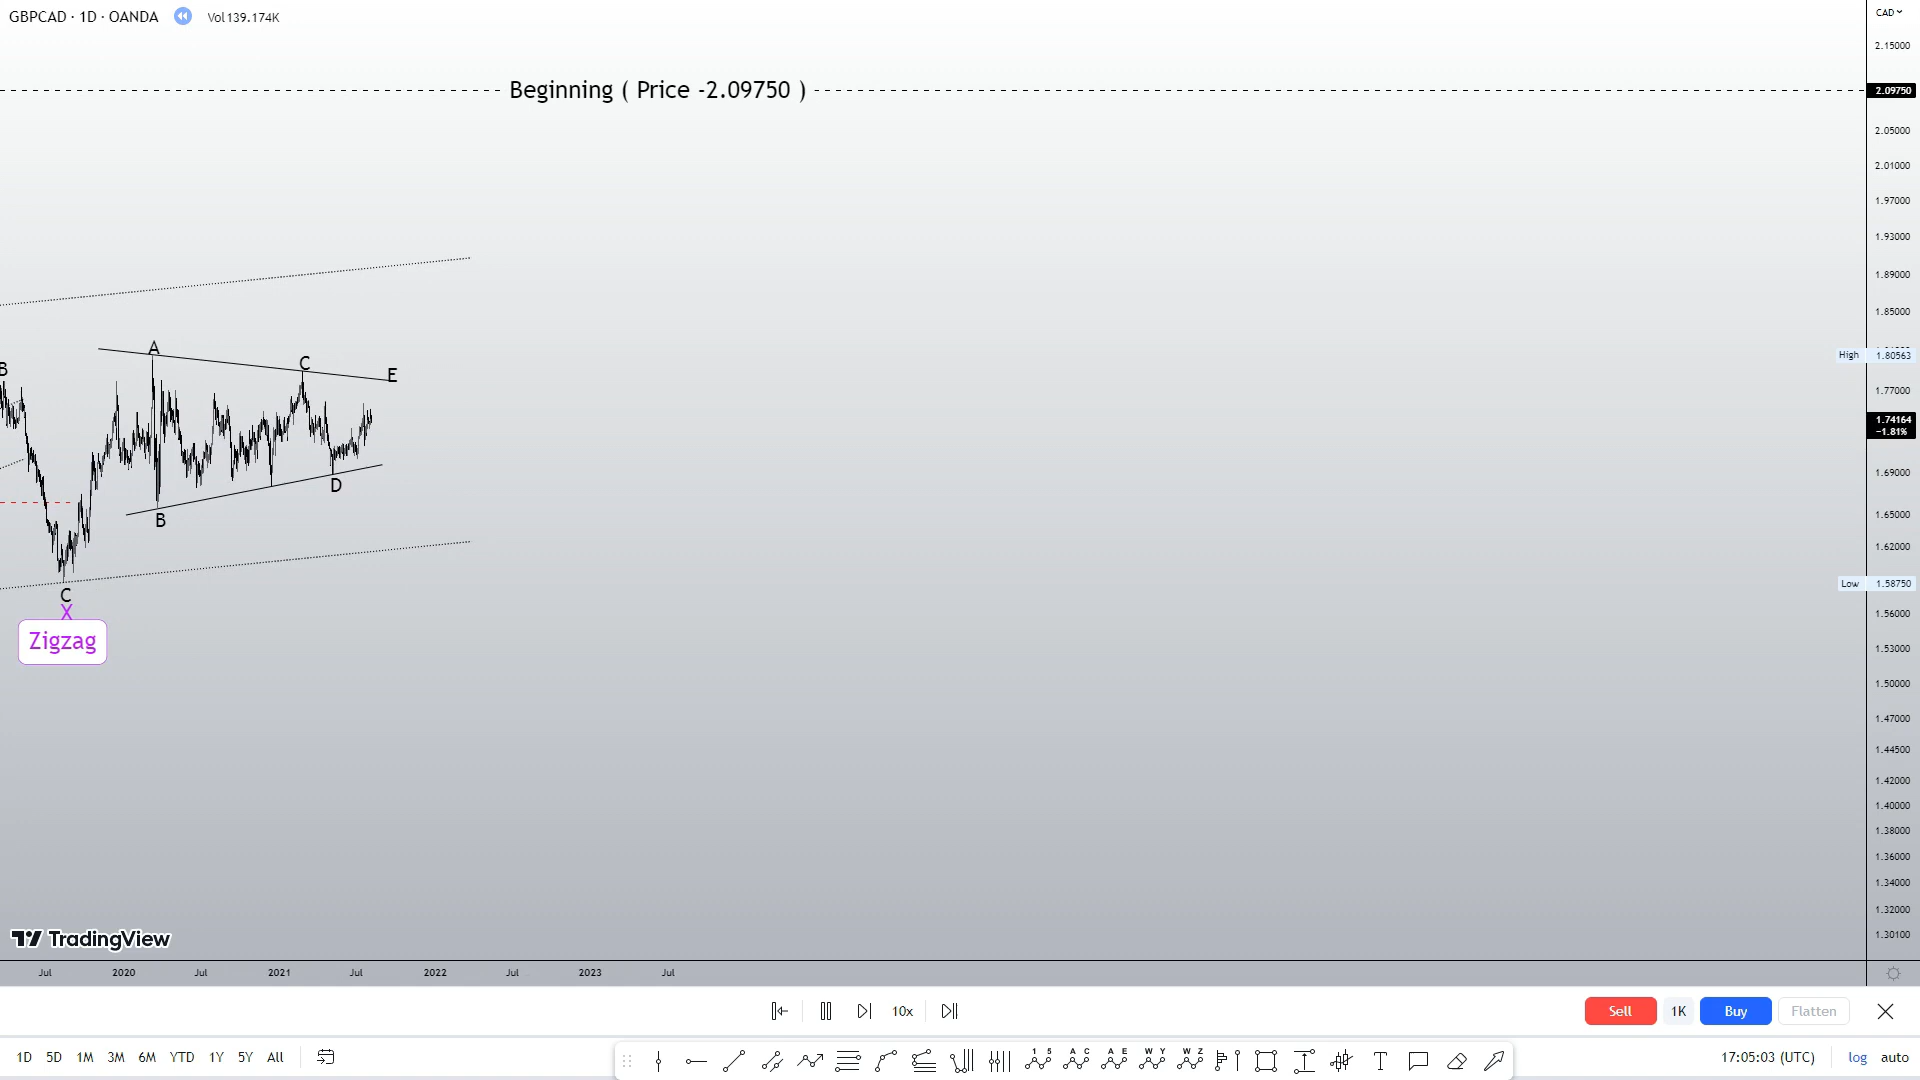 GBPCAD · 1D · OANDA Vol139.174K
CAD
2.15000
Beginning ( Price -2.09750 )
2.09750
2.05000
2.01000
1.97000
1.93000
1.89000
1.85000
High 1.80563
A
C
B
E
1.77000
1.74164
−1.81%
1.69000
D
1.65000
B
1.62000
Low 1.58750
C
X
1.56000
Zigzag
1.53000
1.50000
1.47000
1.44500
1.42000
1.40000
1.38000
1.36000
1.34000
1.32000
1.30100
TradingView
Jul 2020 Jul 2021 Jul 2022 Jul 2023 Jul
10x
Sell 1K Buy Flatten
1D 5D 1M 3M 6M YTD 1Y 5Y All
1 5 A C A E W Y W Z T
17:05:03 (UTC) log auto